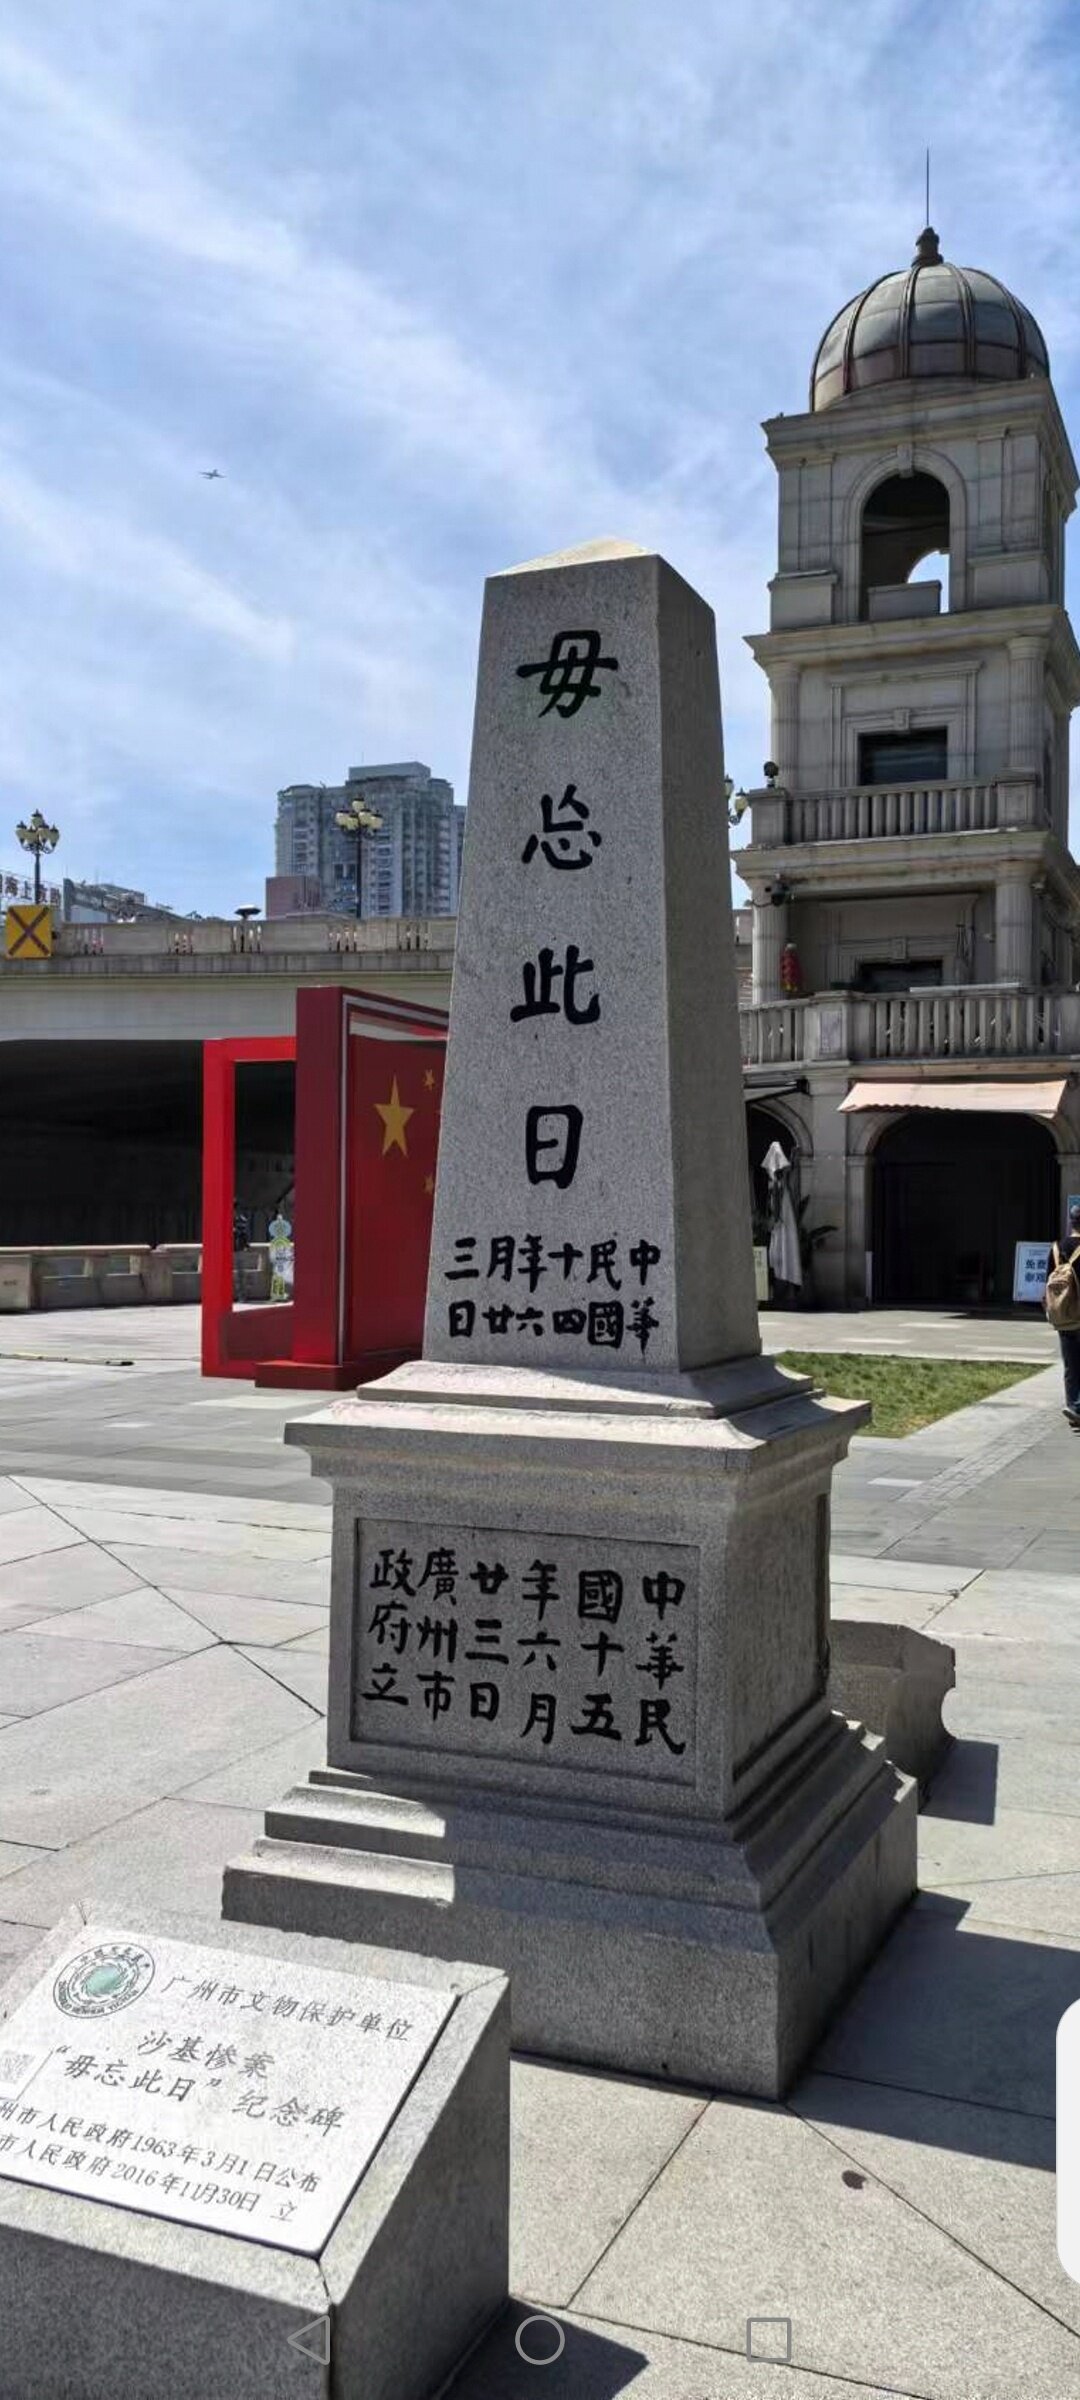 毋忘此日
中華
民國
十四
年六
月廿
三日
中華民
國十五
年六月
廿三日
廣州市
政府立
广州市文物保护单位
沙基惨案
“毋忘此日”纪念碑
州市人民政府1963年3月1日公布
市人民政府2016年11月30日 立
免费